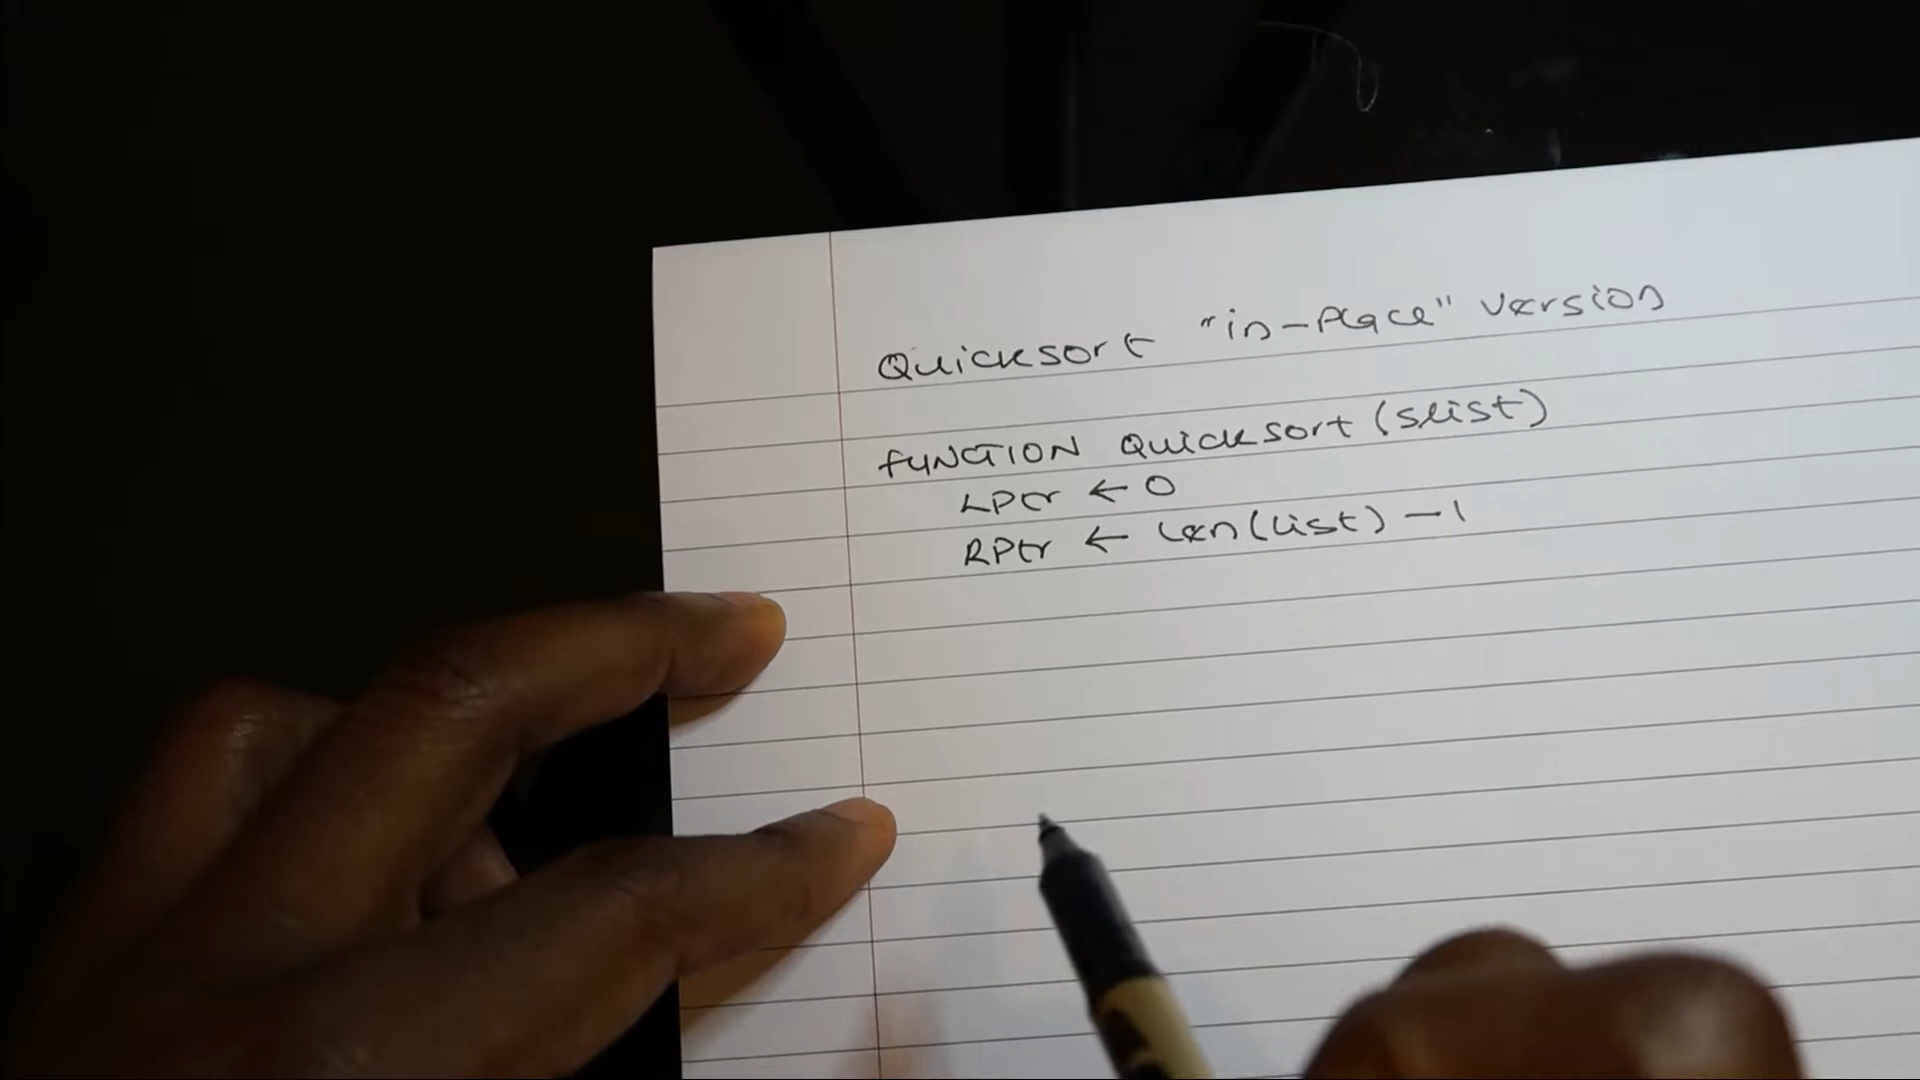 Quicksort "in-place" version
FUNCTION Quicksort (slist)
LPtr ← 0
RPtr ← len(list) - 1